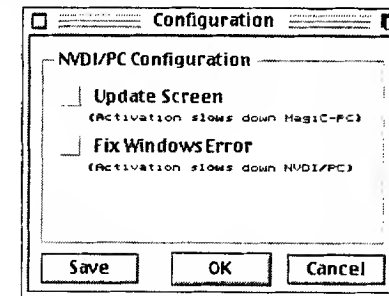 Configuration
NVDI/PC Configuration
Update Screen
(Activation slows down MagiC-PC)
Fix Windows Error
(Activation slows down NVDI/PC)
Save OK Cancel